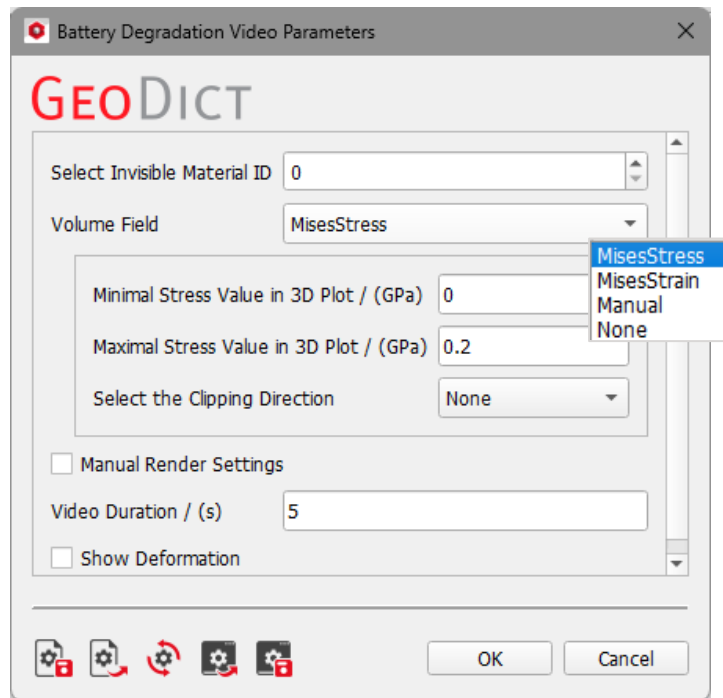 Battery Degradation Video Parameters
GEODICT
Select Invisible Material ID 0
Volume Field MisesStress
MisesStress
MisesStrain
Manual
None
Minimal Stress Value in 3D Plot / (GPa) 0
Maximal Stress Value in 3D Plot / (GPa) 0.2
Select the Clipping Direction None
Manual Render Settings
Video Duration / (s) 5
Show Deformation
OK Cancel